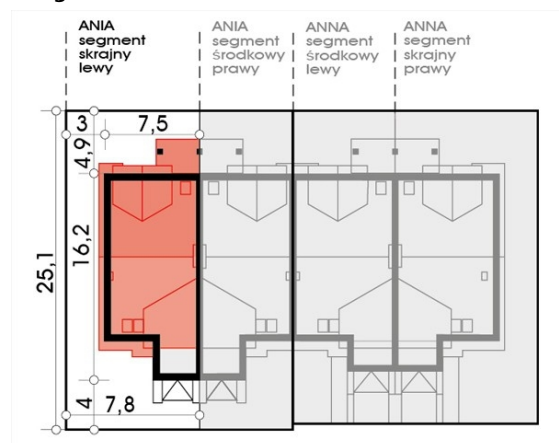 ANIA
segment
skrajny
lewy
ANIA
segment
środkowy
prawy
ANNA
segment
środkowy
lewy
ANNA
segment
skrajny
prawy
3
7,5
4,9
16,2
25,1
4
7,8